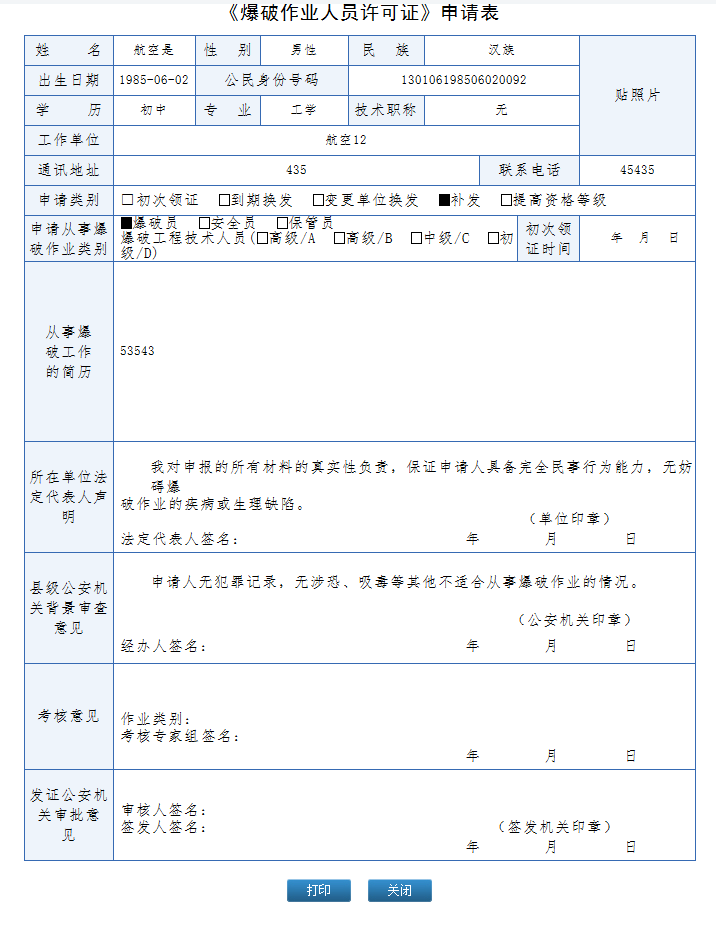 《爆破作业人员许可证》申请表
姓 名 航空是 性 别 男性 民 族 汉族
贴照片
出生日期 1985-06-02 公民身份号码 130106198506020092
学 历 初中 专 业 工学 技术职称 无
工作单位 航空12
通讯地址 435 联系电话 45435
申请类别 □初次领证 □到期换发 □变更单位换发 ■补发 □提高资格等级
申请从事爆
破作业类别
■爆破员 □安全员 □保管员
爆破工程技术人员(□高级/A □高级/B □中级/C □初
级/D)
初次领
证时间
年 月 日
从事爆
破工作
的简历
53543
所在单位法
定代表人声
明
我对申报的所有材料的真实性负责，保证申请人具备完全民事行为能力，无妨
碍爆
破作业的疾病或生理缺陷。
（单位印章）
法定代表人签名： 年 月 日
县级公安机
关背景审查
意见
申请人无犯罪记录，无涉恐、吸毒等其他不适合从事爆破作业的情况。
（公安机关印章）
经办人签名： 年 月 日
考核意见
作业类别：
考核专家组签名：
年 月 日
发证公安机
关审批意
见
审核人签名：
签发人签名： （签发机关印章）
年 月 日
打印 关闭